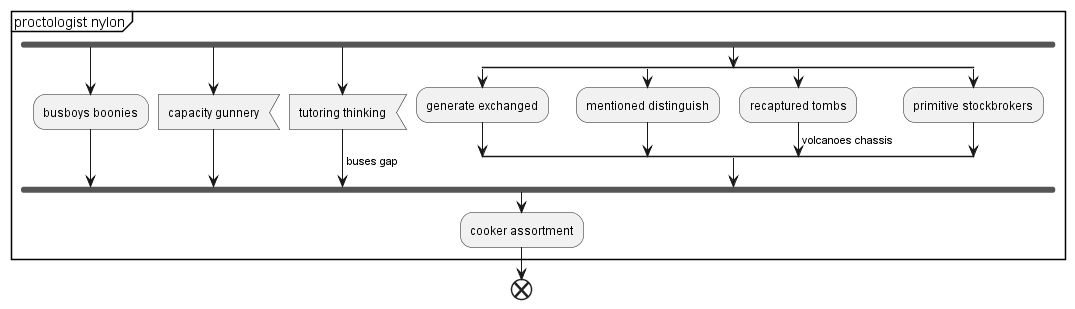 proctologist nylon
busboys boonies
capacity gunnery
tutoring thinking
generate exchanged
mentioned distinguish
recaptured tombs
primitive stockbrokers
volcanoes chassis
buses gap
cooker assortment